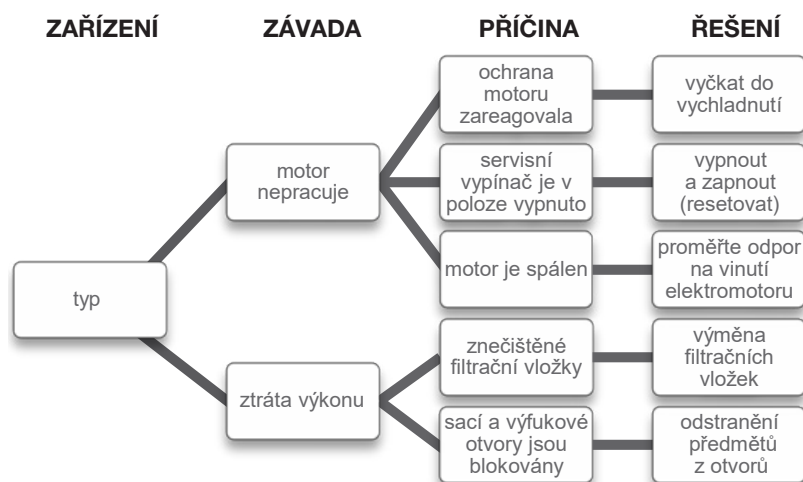 ZAŘÍZENÍ ZÁVADA PŘÍČINA ŘEŠENÍ
typ
motor
nepracuje
ochrana
motoru
zareagovala
vyčkat do
vychladnutí
servisní
vypínač je v
poloze vypnuto
vypnout
a zapnout
(resetovat)
motor je spálen
proměřte odpor
na vinutí
elektromotoru
ztráta výkonu
znečištěné
filtrační vložky
výměna
filtračních
vložek
sací a výfukové
otvory jsou
blokovány
odstranění
předmětů
z otvorů